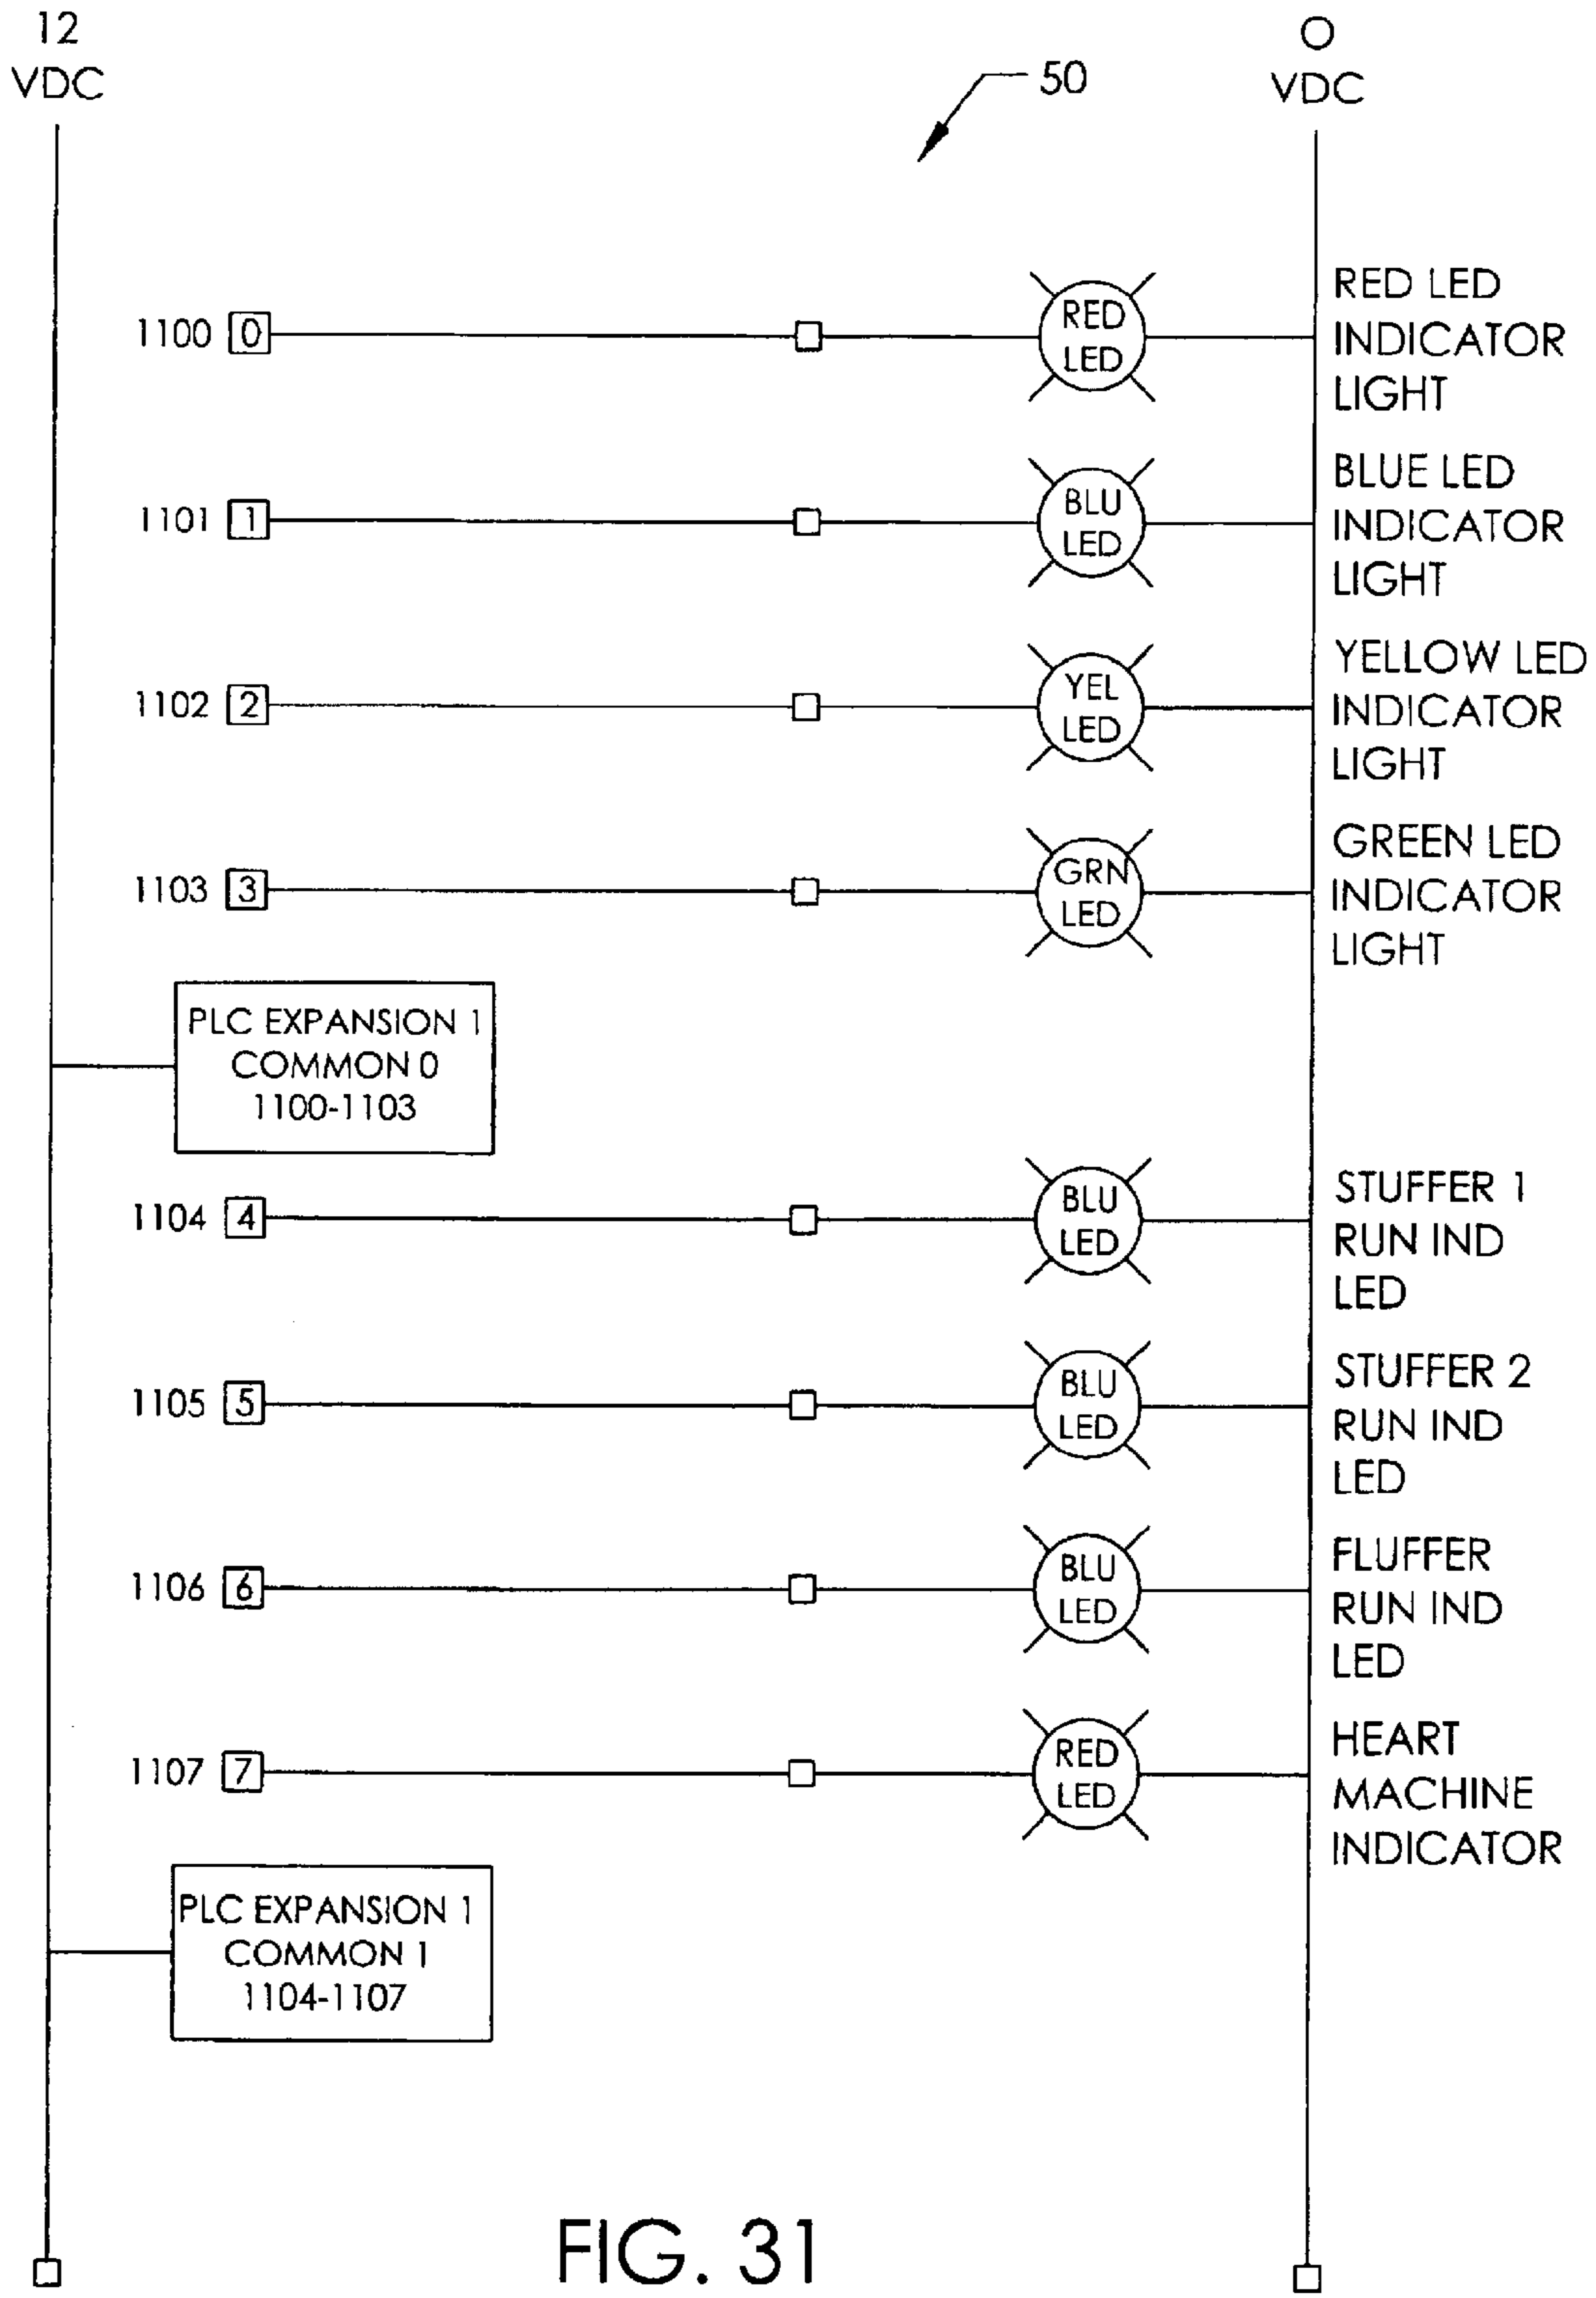 12
VDC
O
VDC
50
1100 0
RED
LED
RED LED
INDICATOR
LIGHT
1101 1
BLU
LED
BLUE LED
INDICATOR
LIGHT
1102 2
YEL
LED
YELLOW LED
INDICATOR
LIGHT
1103 3
GRN
LED
GREEN LED
INDICATOR
LIGHT
PLC EXPANSION 1
COMMON 0
1100-1103
1104 4
BLU
LED
STUFFER 1
RUN IND
LED
1105 5
BLU
LED
STUFFER 2
RUN IND
LED
1106 6
BLU
LED
FLUFFER
RUN IND
LED
1107 7
RED
LED
HEART
MACHINE
INDICATOR
PLC EXPANSION 1
COMMON 1
1104-1107
FIG. 31